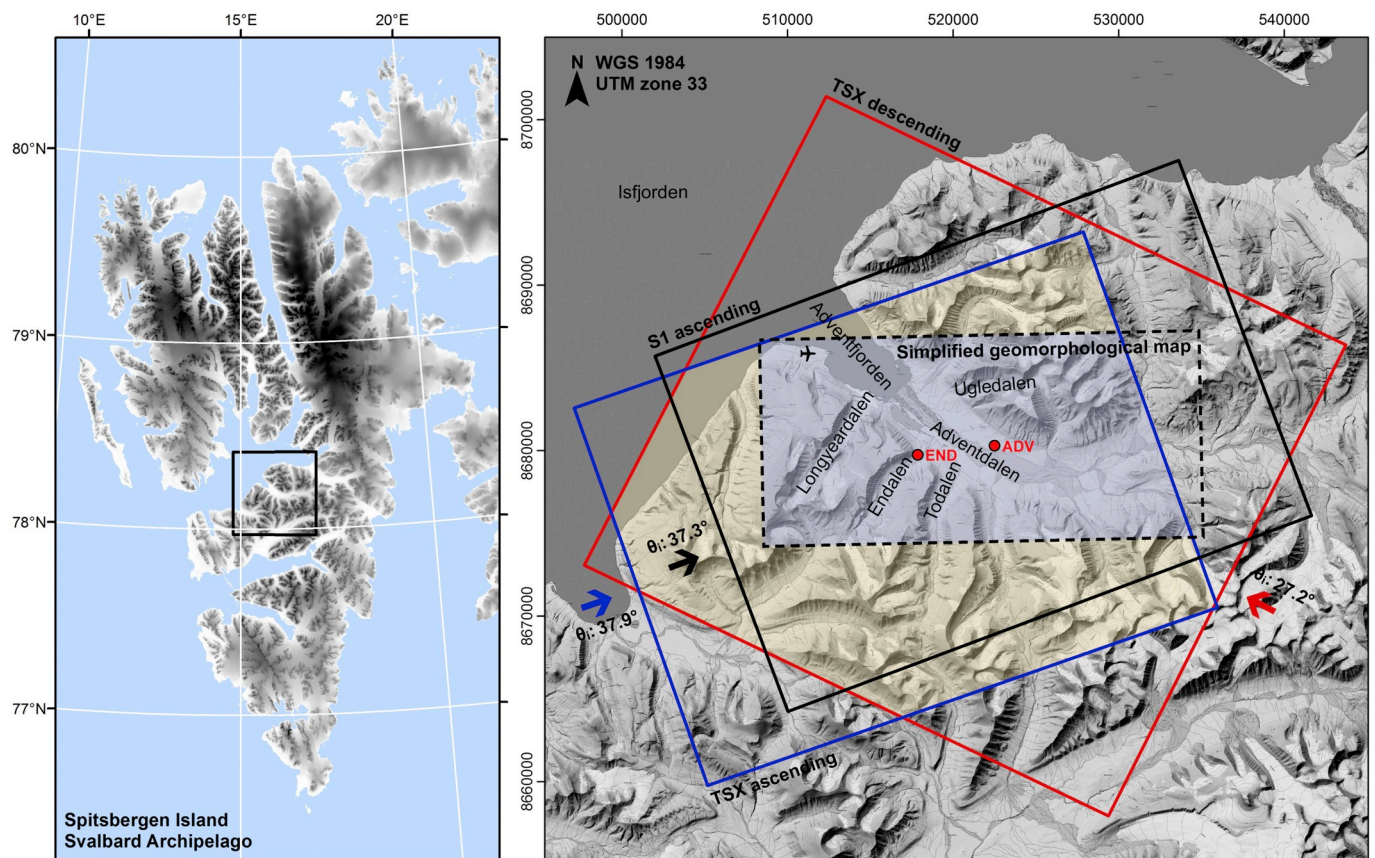 10°E
15°E
20°E
80°N
79°N
78°N
77°N
Spitsbergen Island
Svalbard Archipelago
500000
510000
520000
530000
540000
8700000
8690000
8680000
8670000
8660000
N WGS 1984
UTM zone 33
TSX descending
Isfjorden
S1 ascending
Adventfjorden
Simplified geomorphological map
Ugledalen
Longyeardalen
Adventdalen
ADV
END
Endalen
Todalen
θi: 37.3°
θi: 37.9°
θi: 27.2°
TSX ascending